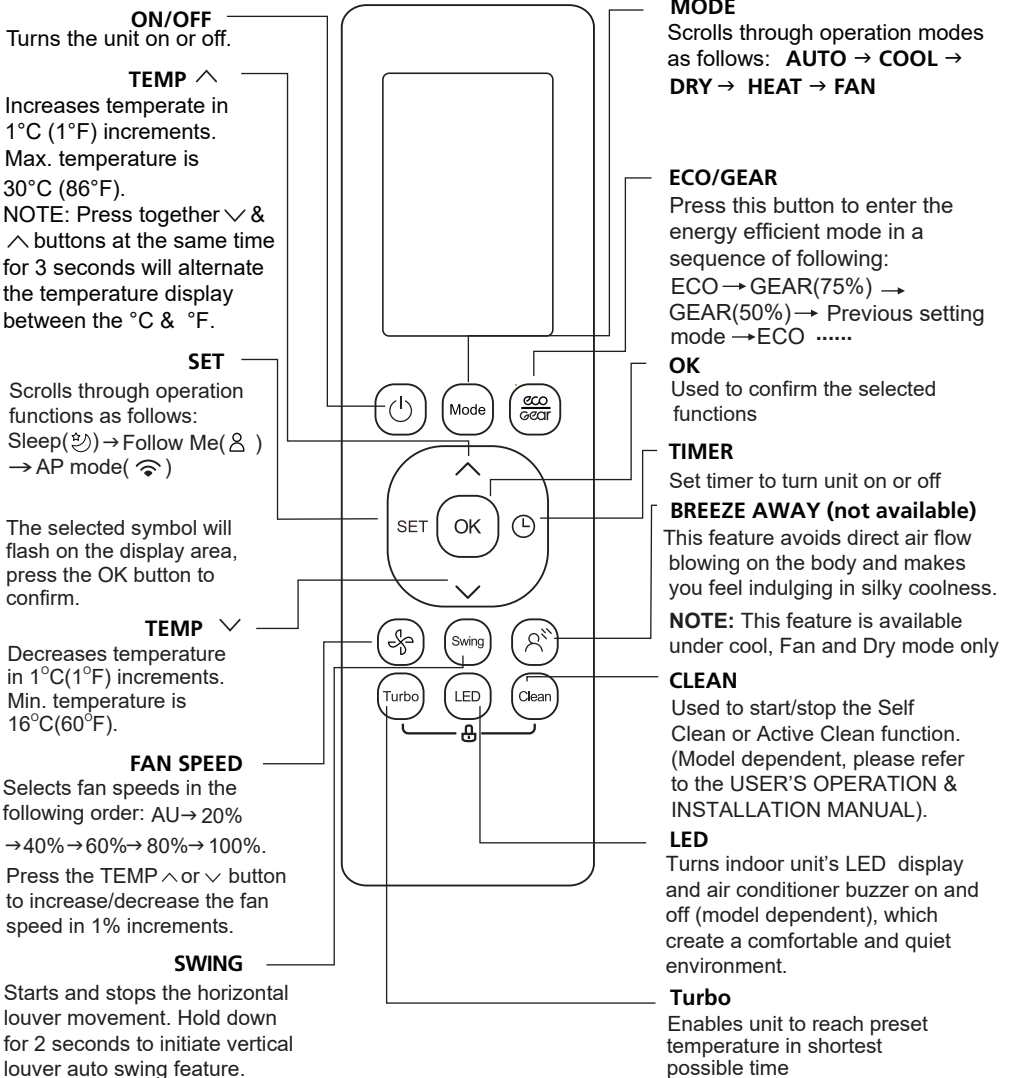 ON/OFF
Turns the unit on or off.
TEMP ︿
Increases temperate in
1°C (1°F) increments.
Max. temperature is
30°C (86°F).
NOTE: Press together ﹀ &
︿ buttons at the same time
for 3 seconds will alternate
the temperature display
between the °C & °F.
SET
Scrolls through operation
functions as follows:
Sleep( ) → Follow Me( )
→ AP mode( )
The selected symbol will
flash on the display area,
press the OK button to
confirm.
TEMP ﹀
Decreases temperature
in 1°C(1°F) increments.
Min. temperature is
16°C(60°F).
FAN SPEED
Selects fan speeds in the
following order: AU→ 20%
→40%→60%→ 80%→ 100%.
Press the TEMP ︿ or ﹀ button
to increase/decrease the fan
speed in 1% increments.
SWING
Starts and stops the horizontal
louver movement. Hold down
for 2 seconds to initiate vertical
louver auto swing feature.
Mode
eco
Gear
SET
OK
Swing
Turbo
LED
Clean
MODE
Scrolls through operation modes
as follows: AUTO → COOL →
DRY → HEAT → FAN
ECO/GEAR
Press this button to enter the
energy efficient mode in a
sequence of following:
ECO → GEAR(75%) →
GEAR(50%) → Previous setting
mode → ECO ......
OK
Used to confirm the selected
functions
TIMER
Set timer to turn unit on or off
BREEZE AWAY (not available)
This feature avoids direct air flow
blowing on the body and makes
you feel indulging in silky coolness.
NOTE: This feature is available
under cool, Fan and Dry mode only
CLEAN
Used to start/stop the Self
Clean or Active Clean function.
(Model dependent, please refer
to the USER'S OPERATION &
INSTALLATION MANUAL).
LED
Turns indoor unit's LED display
and air conditioner buzzer on and
off (model dependent), which
create a comfortable and quiet
environment.
Turbo
Enables unit to reach preset
temperature in shortest
possible time